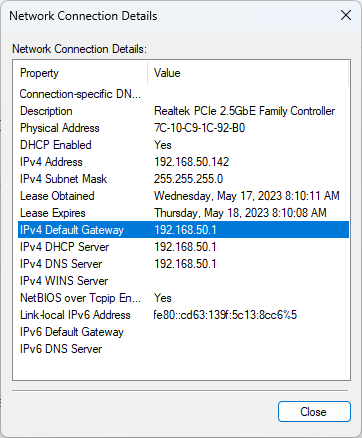 Network Connection Details
Network Connection Details:
Property Value
Connection-specific DN...
Description Realtek PCIe 2.5GbE Family Controller
Physical Address 7C-10-C9-1C-92-B0
DHCP Enabled Yes
IPv4 Address 192.168.50.142
IPv4 Subnet Mask 255.255.255.0
Lease Obtained Wednesday, May 17, 2023 8:10:11 AM
Lease Expires Thursday, May 18, 2023 8:10:08 AM
IPv4 Default Gateway 192.168.50.1
IPv4 DHCP Server 192.168.50.1
IPv4 DNS Server 192.168.50.1
IPv4 WINS Server
NetBIOS over Tcpip En... Yes
Link-local IPv6 Address fe80::cd63:139f:5c13:8cc6%5
IPv6 Default Gateway
IPv6 DNS Server
Close